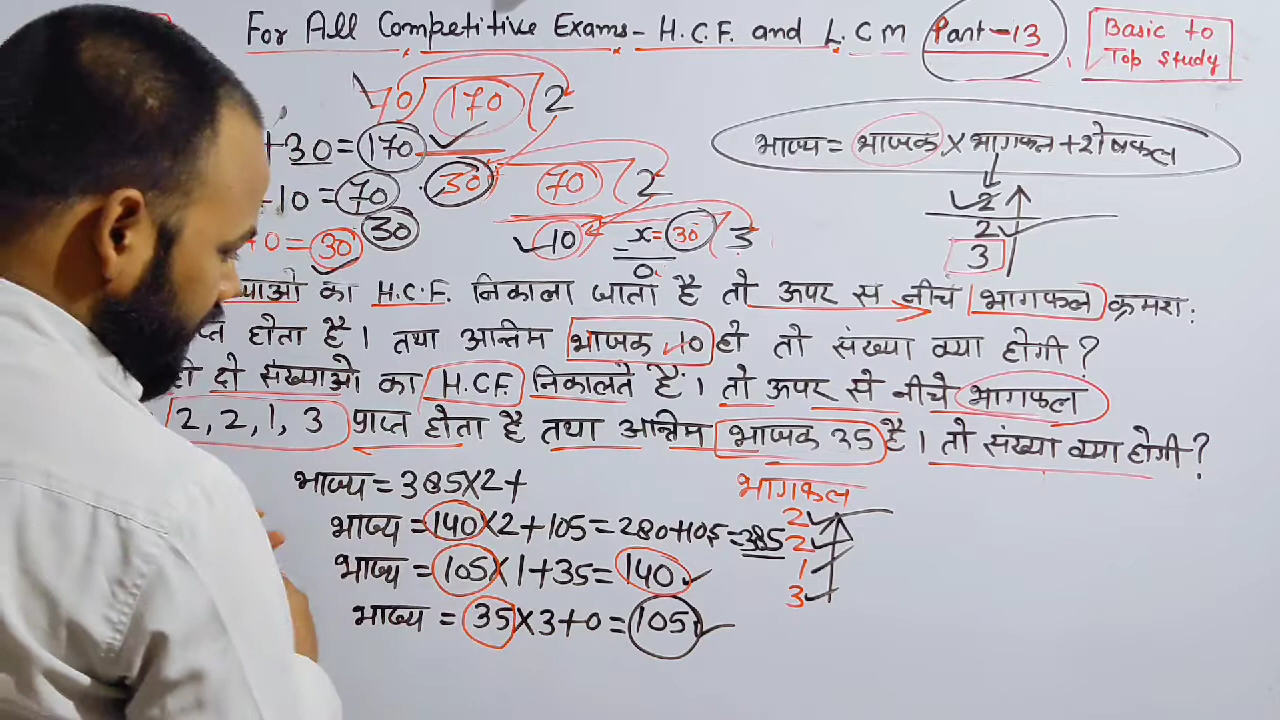 For All Competitive Exams- H.C.F. and L.C.M Part-13
Basic to
Top Study
70) 170 ( 2
+30 = 170
30) 70 ( 2
+10 = 70
30
10) x=30 ( 3
0
+0 = 30
भाज्य = भाजक × भागफल + शेषफल
2
2
3
का H.C.F. निकाला जाता है तो ऊपर से नीचे भागफल क्रमश:
होता है। तथा अन्तिम भाजक 10 हो तो संख्या क्या होगी?
दो संख्याओ का H.C.F. निकालते हैं। तो ऊपर से नीचे भागफल
2, 2, 1, 3 प्राप्त होता है तथा अन्तिम भाजक 35 है। तो संख्या क्या होगी?
भाज्य = 385×2+
भाज्य = 140×2+105 = 280+105 = 385
भाज्य = 105×1+35 = 140
भाज्य = 35×3+0 = 105
भागफल
2
2
1
3